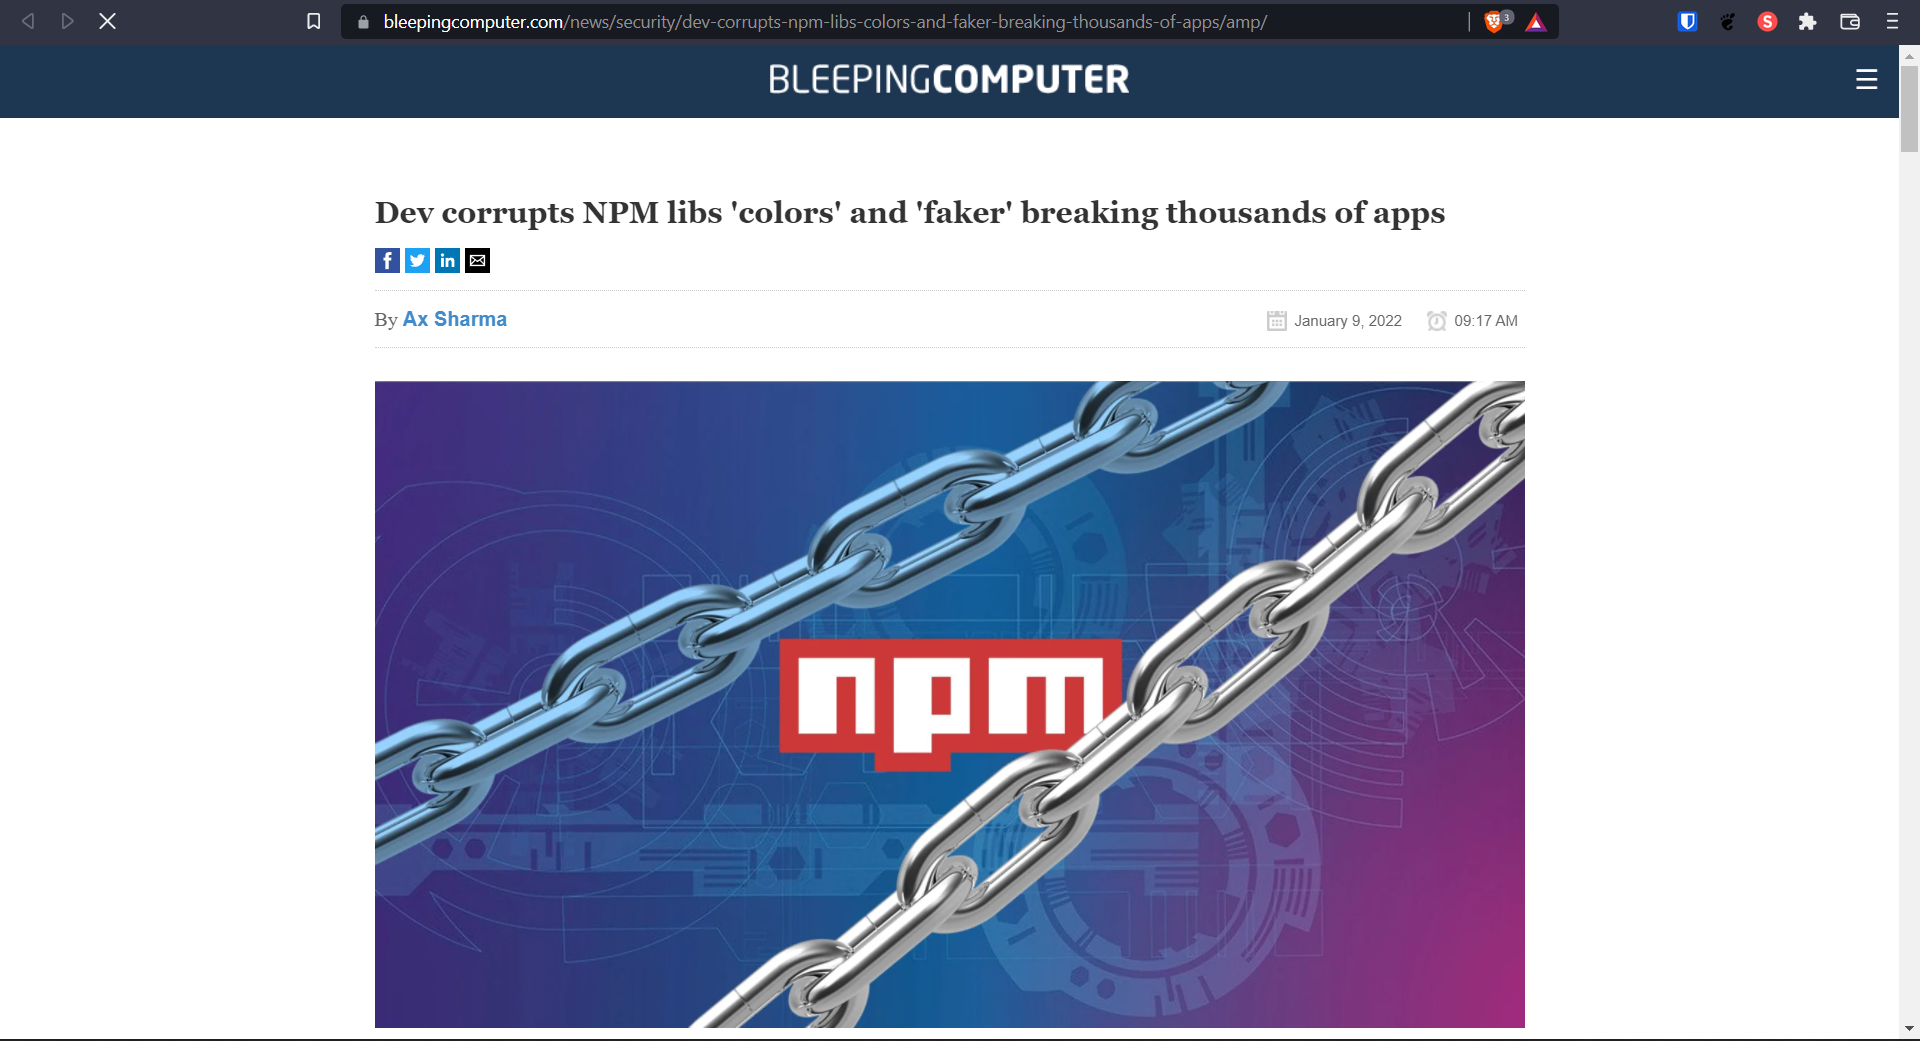 bleepingcomputer.com/news/security/dev-corrupts-npm-libs-colors-and-faker-breaking-thousands-of-apps/amp/
3
S
BLEEPINGCOMPUTER
Dev corrupts NPM libs 'colors' and 'faker' breaking thousands of apps
f in
By Ax Sharma
January 9, 2022 09:17 AM
npm